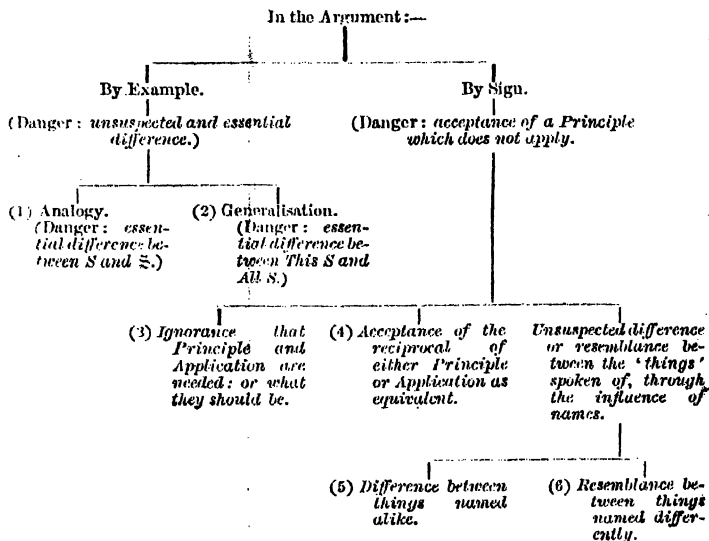 In the Argument:—
By Example.
By Sign.
(Danger: unsuspected and essential
difference.)
(Danger: acceptance of a Principle
which does not apply.
(1) Analogy.
(Danger: essen-
tial difference be-
tween S and S.)
(2) Generalisation.
(Danger: essen-
tial difference be-
tween This S and
All S.)
(3) Ignorance that
Principle and
Application are
needed: or what
they should be.
(4) Acceptance of the
reciprocal of
either Principle
or Application as
equivalent.
Unsuspected difference
or resemblance be-
tween the ‘things’
spoken of, through
the influence of
names.
(5) Difference between
things named
alike.
(6) Resemblance be-
tween things
named differ-
ently.